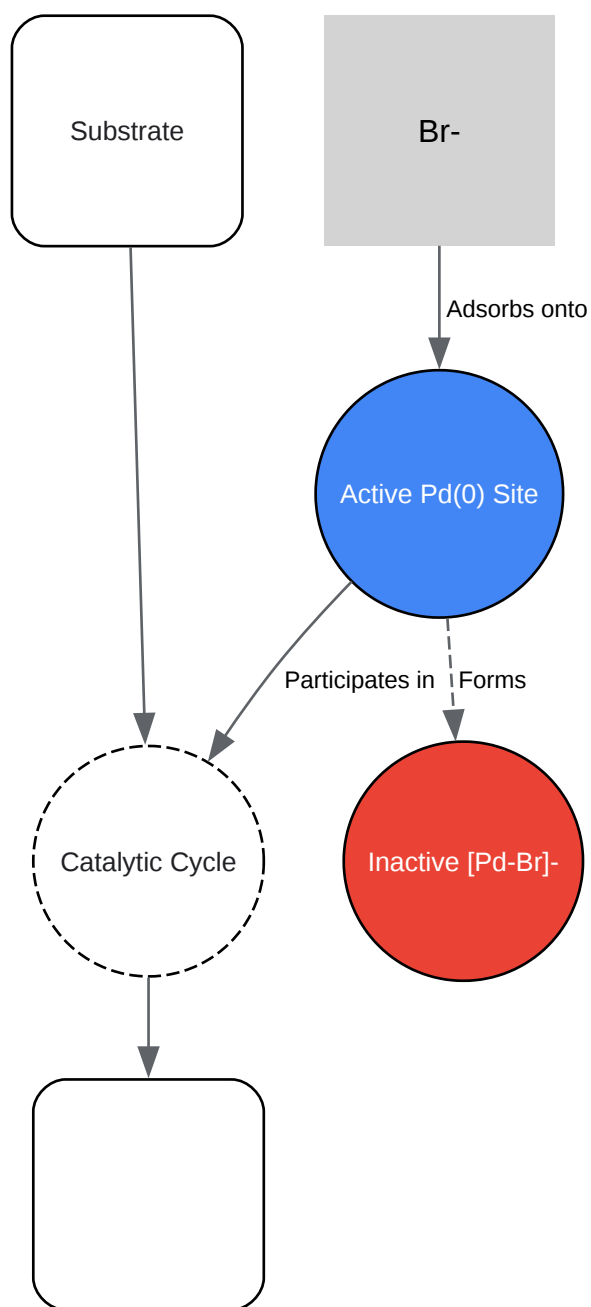 Substrate
Br-
Adsorbs onto
Active Pd(0) Site
Participates in
Forms
Catalytic Cycle
Inactive [Pd-Br]-